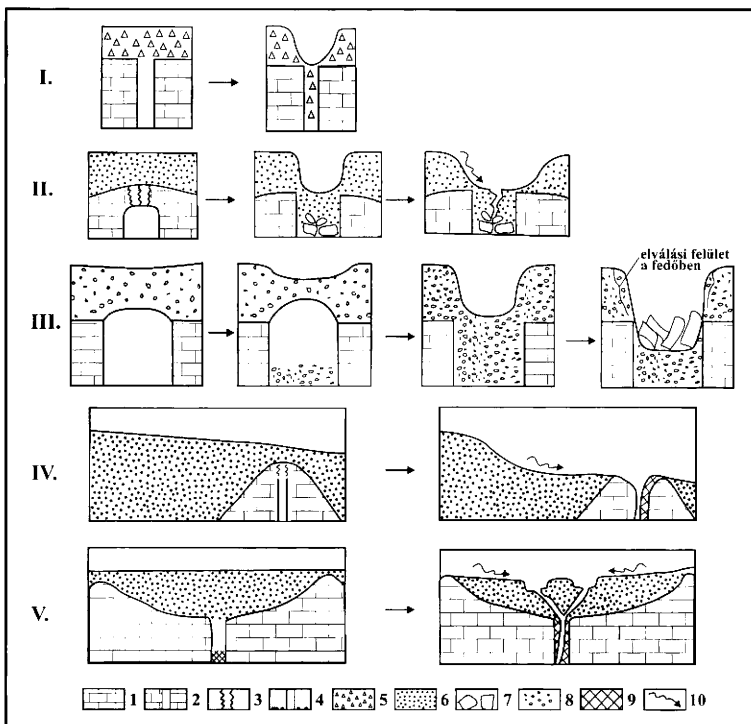 I.
II.
elválási felület
a fedőben
III.
IV.
V.
1 2 3 4 5 6 7 8 9 10